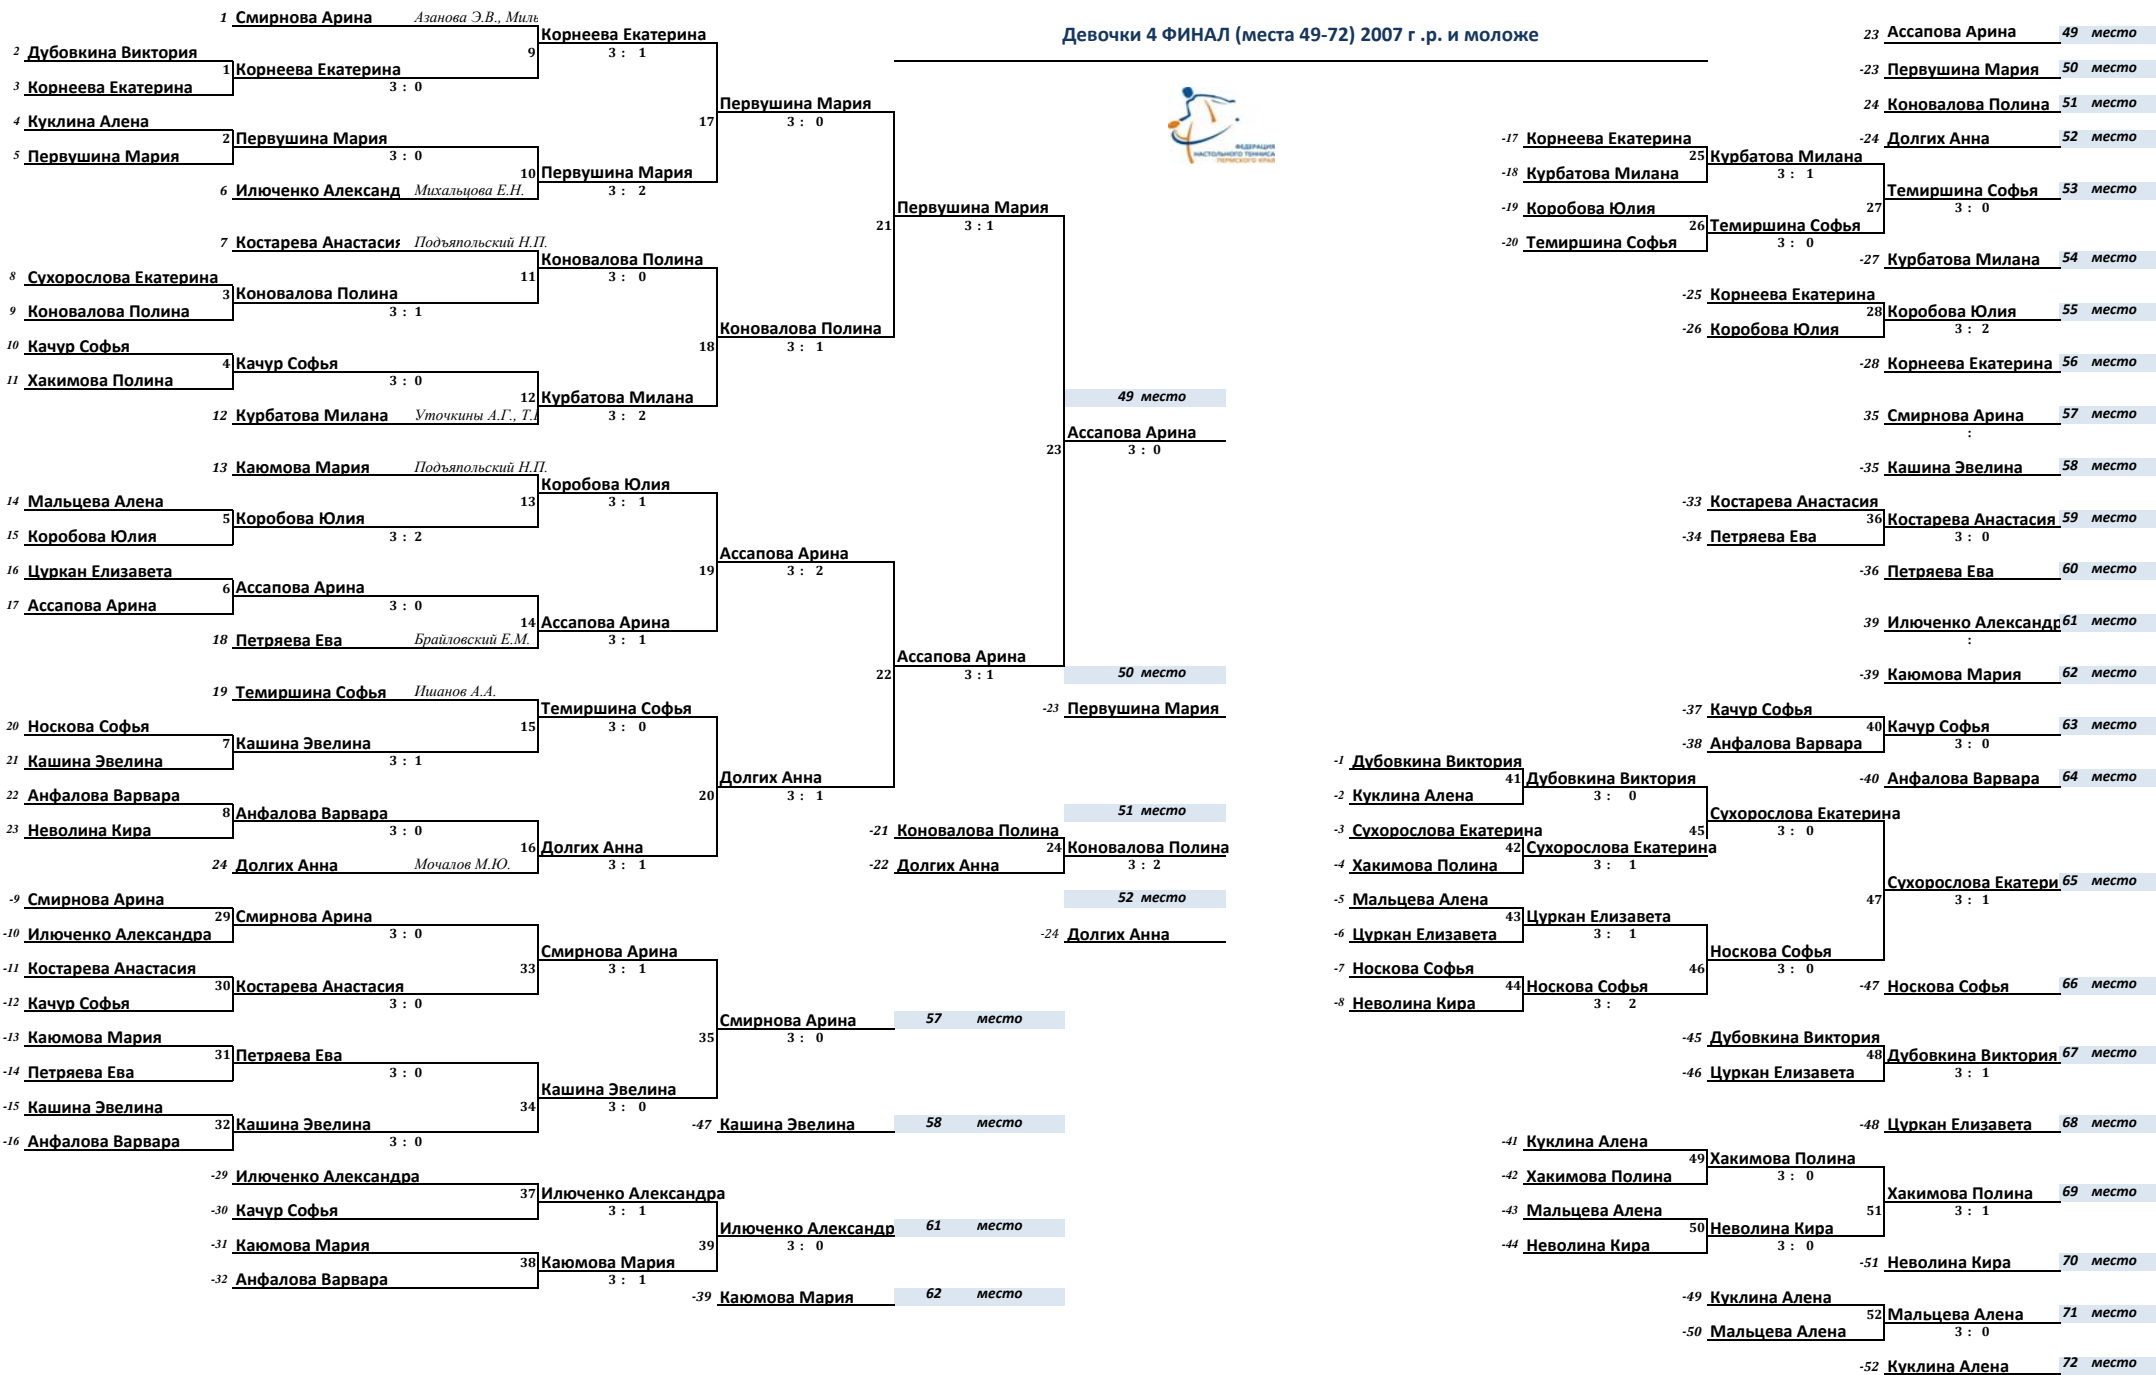 Девочки 4 ФИНАЛ (места 49-72) 2007 г .р. и моложе
ФЕДЕРАЦИЯ
НАСТОЛЬНОГО ТЕННИСА
ПЕРМСКОГО КРАЯ
1 Смирнова Арина Азанова Э.В., Миль
Корнеева Екатерина
2 Дубовкина Виктория
9 3 : 1
1 Корнеева Екатерина
3 Корнеева Екатерина 3 : 0
Первушина Мария
4 Куклина Алена
17 3 : 0
2 Первушина Мария
5 Первушина Мария 3 : 0
10 Первушина Мария
6 Илюченко Александ Михальцова Е.Н. 3 : 2
Первушина Мария
21 3 : 1
7 Костарева Анастасия Подъяпольский Н.П.
Коновалова Полина
8 Сухорослова Екатерина
11 3 : 0
3 Коновалова Полина
9 Коновалова Полина 3 : 1
Коновалова Полина
10 Качур Софья
18 3 : 1
4 Качур Софья
11 Хакимова Полина 3 : 0
12 Курбатова Милана
12 Курбатова Милана Уточкины А.Г., Т. 3 : 2
49 место
Ассапова Арина
23 3 : 0
13 Каюмова Мария Подъяпольский Н.П.
Коробова Юлия
14 Мальцева Алена
13 3 : 1
5 Коробова Юлия
15 Коробова Юлия 3 : 2
Ассапова Арина
16 Цуркан Елизавета
19 3 : 2
6 Ассапова Арина
17 Ассапова Арина 3 : 0
14 Ассапова Арина
18 Петряева Ева Брайловский Е.М. 3 : 1
Ассапова Арина
22 3 : 1
50 место
-23 Первушина Мария
19 Темиршина Софья Ишанов А.А.
Темиршина Софья
20 Носкова Софья
15 3 : 0
7 Кашина Эвелина
21 Кашина Эвелина 3 : 1
Долгих Анна
22 Анфалова Варвара
20 3 : 1
8 Анфалова Варвара
23 Неволина Кира 3 : 0
16 Долгих Анна
24 Долгих Анна Мочалов М.Ю. 3 : 1
51 место
-21 Коновалова Полина
24 Коновалова Полина
-22 Долгих Анна 3 : 2
52 место
-24 Долгих Анна
-9 Смирнова Арина
29 Смирнова Арина
-10 Илюченко Александра 3 : 0
Смирнова Арина
-11 Костарева Анастасия
33 3 : 1
30 Костарева Анастасия
-12 Качур Софья 3 : 0
Смирнова Арина 57 место
-13 Каюмова Мария
35 3 : 0
31 Петряева Ева
-14 Петряева Ева 3 : 0
Кашина Эвелина
-15 Кашина Эвелина
34 3 : 0
32 Кашина Эвелина
-16 Анфалова Варвара 3 : 0
-47 Кашина Эвелина 58 место
-29 Илюченко Александра
37 Илюченко Александра
-30 Качур Софья 3 : 1
Илюченко Александр 61 место
-31 Каюмова Мария
39 3 : 0
38 Каюмова Мария
-32 Анфалова Варвара 3 : 1
-39 Каюмова Мария 62 место
23 Ассапова Арина 49 место
-23 Первушина Мария 50 место
24 Коновалова Полина 51 место
-24 Долгих Анна 52 место
-17 Корнеева Екатерина
25 Курбатова Милана
-18 Курбатова Милана 3 : 1
Темиршина Софья 53 место
27 3 : 0
-19 Коробова Юлия
26 Темиршина Софья
-20 Темиршина Софья 3 : 0
-27 Курбатова Милана 54 место
-25 Корнеева Екатерина
28 Коробова Юлия 55 место
-26 Коробова Юлия 3 : 2
-28 Корнеева Екатерина 56 место
35 Смирнова Арина 57 место
:
-35 Кашина Эвелина 58 место
-33 Костарева Анастасия
36 Костарева Анастасия 59 место
-34 Петряева Ева 3 : 0
-36 Петряева Ева 60 место
39 Илюченко Александр 61 место
:
-39 Каюмова Мария 62 место
-37 Качур Софья
40 Качур Софья 63 место
-38 Анфалова Варвара 3 : 0
-40 Анфалова Варвара 64 место
-1 Дубовкина Виктория
41 Дубовкина Виктория
-2 Куклина Алена 3 : 0
Сухорослова Екатерина
-3 Сухорослова Екатерина
45 3 : 0
42 Сухорослова Екатерина
-4 Хакимова Полина 3 : 1
Сухорослова Екатери 65 место
47 3 : 1
-5 Мальцева Алена
43 Цуркан Елизавета
-6 Цуркан Елизавета 3 : 1
Носкова Софья
-7 Носкова Софья
46 3 : 0
44 Носкова Софья
-8 Неволина Кира 3 : 2
-47 Носкова Софья 66 место
-45 Дубовкина Виктория
48 Дубовкина Виктория 67 место
-46 Цуркан Елизавета 3 : 1
-48 Цуркан Елизавета 68 место
-41 Куклина Алена
49 Хакимова Полина
-42 Хакимова Полина 3 : 0
Хакимова Полина 69 место
51 3 : 1
-43 Мальцева Алена
50 Неволина Кира
-44 Неволина Кира 3 : 0
-51 Неволина Кира 70 место
-49 Куклина Алена
52 Мальцева Алена 71 место
-50 Мальцева Алена 3 : 0
-52 Куклина Алена 72 место